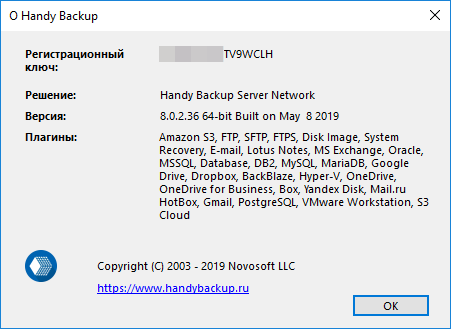 О Handy Backup
Регистрационный ключ: TV9WCLH
Решение: Handy Backup Server Network
Версия: 8.0.2.36 64-bit Built on May 8 2019
Плагины: Amazon S3, FTP, SFTP, FTPS, Disk Image, System
Recovery, E-mail, Lotus Notes, MS Exchange, Oracle,
MSSQL, Database, DB2, MySQL, MariaDB, Google
Drive, Dropbox, BackBlaze, Hyper-V, OneDrive,
OneDrive for Business, Box, Yandex Disk, Mail.ru
HotBox, Gmail, PostgreSQL, VMware Workstation, S3
Cloud
Copyright (C) 2003 - 2019 Novosoft LLC
https://www.handybackup.ru
OK